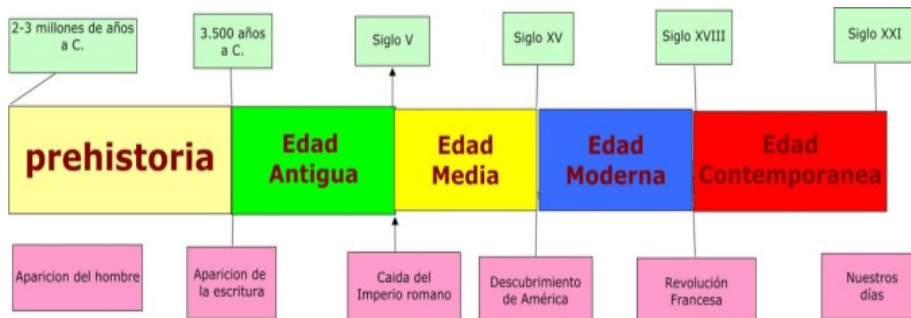 2-3 millones de años
a C.
3.500 años
a C.
Siglo V
Siglo XV
Siglo XVIII
Siglo XXI
prehistoria
Edad
Antigua
Edad
Media
Edad
Moderna
Edad
Contemporanea
Aparicion del hombre
Aparicion de
la escritura
Caida del
Imperio romano
Descubrimiento
de América
Revolución
Francesa
Nuestros
días